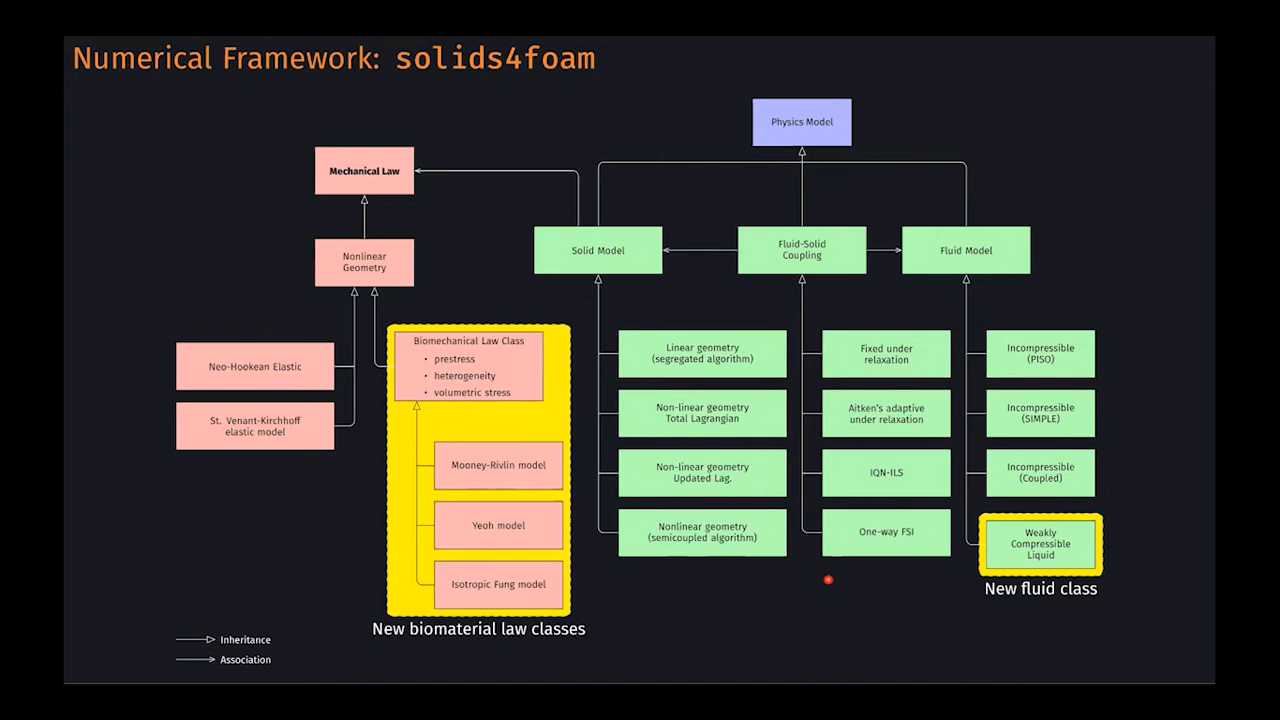 Numerical Framework: solids4foam
Physics Model
Mechanical Law
Solid Model
Fluid-Solid
Coupling
Fluid Model
Nonlinear
Geometry
Neo-Hookean Elastic
St. Venant-Kirchhoff
elastic model
Biomechanical Law Class
• prestress
• heterogeneity
• volumetric stress
Mooney-Rivlin model
Yeoh model
Isotropic Fung model
New biomaterial law classes
Linear geometry
(segregated algorithm)
Non-linear geometry
Total Lagrangian
Non-linear geometry
Updated Lag.
Nonlinear geometry
(semicoupled algorithm)
Fixed under
relaxation
Aitken's adaptive
under relaxation
IQN-ILS
One-way FSI
Incompressible
(PISO)
Incompressible
(SIMPLE)
Incompressible
(Coupled)
Weakly
Compressible
Liquid
New fluid class
Inheritance
Association